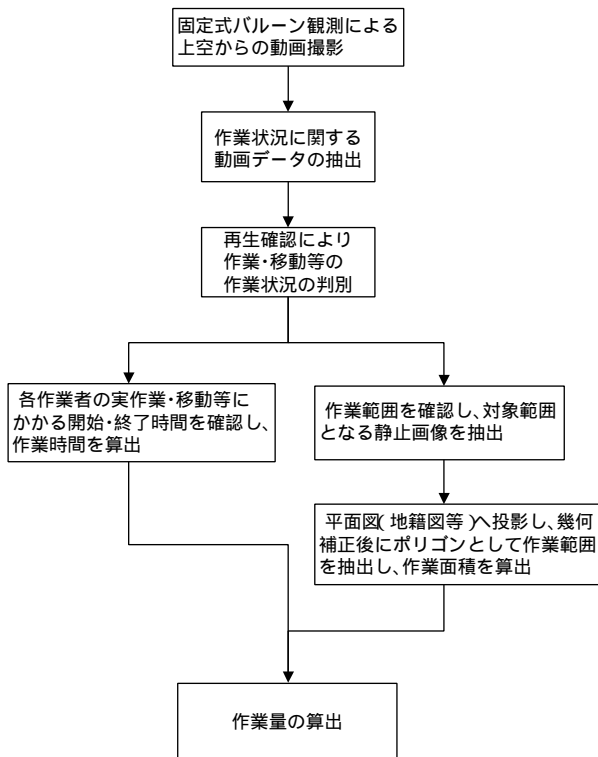 固定式バルーン観測による
上空からの動画撮影
作業状況に関する
動画データの抽出
再生確認により
作業・移動等の
作業状況の判別
各作業者の実作業・移動等に
かかる開始・終了時間を確認し、
作業時間を算出
作業範囲を確認し、対象範囲
となる静止画像を抽出
平面図(地籍図等)へ投影し、幾何
補正後にポリゴンとして作業範囲
を抽出し、作業面積を算出
作業量の算出